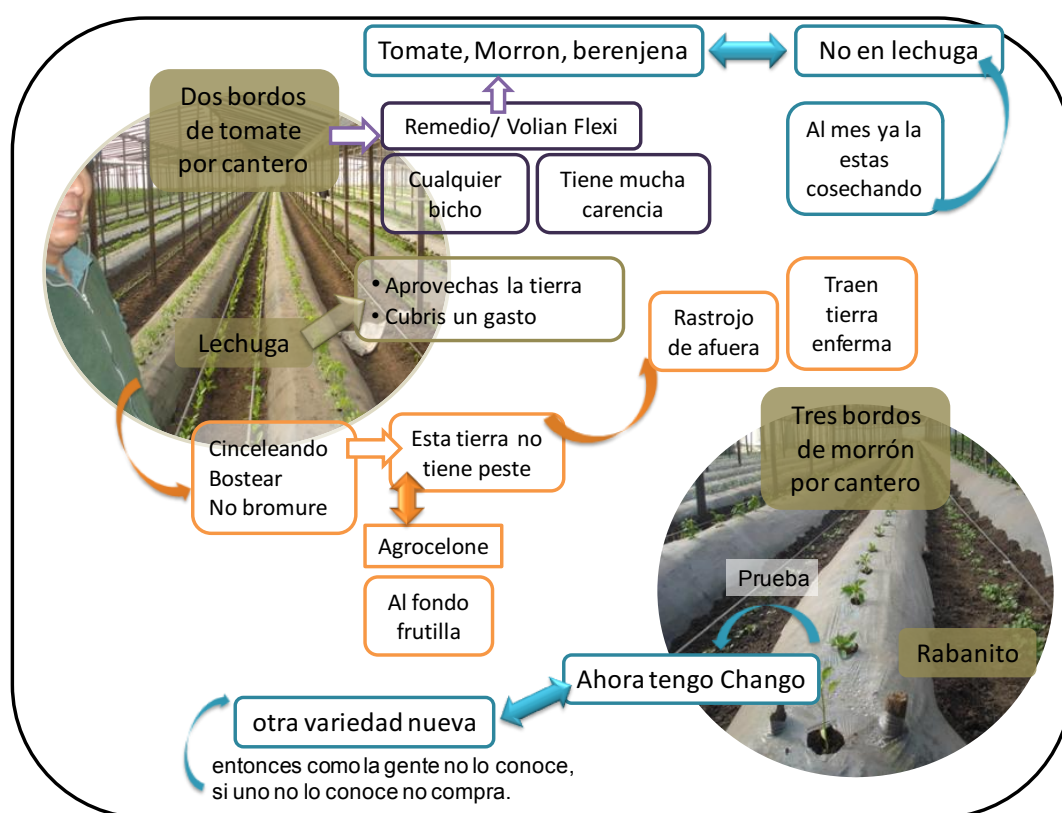 Tomate, Morron, berenjena
No en lechuga
Dos bordos
de tomate
por cantero
Remedio/ Volian Flexi
Cualquier
bicho
Tiene mucha
carencia
Al mes ya la
estas
cosechando
• Aprovechas la tierra
• Cubris un gasto
Lechuga
Rastrojo
de afuera
Traen
tierra
enferma
Cinceleando
Bostear
No bromure
Esta tierra no
tiene peste
Agrocelone
Al fondo
frutilla
Tres bordos
de morrón
por cantero
Prueba
Rabanito
Ahora tengo Chango
otra variedad nueva
entonces como la gente no lo conoce,
si uno no lo conoce no compra.